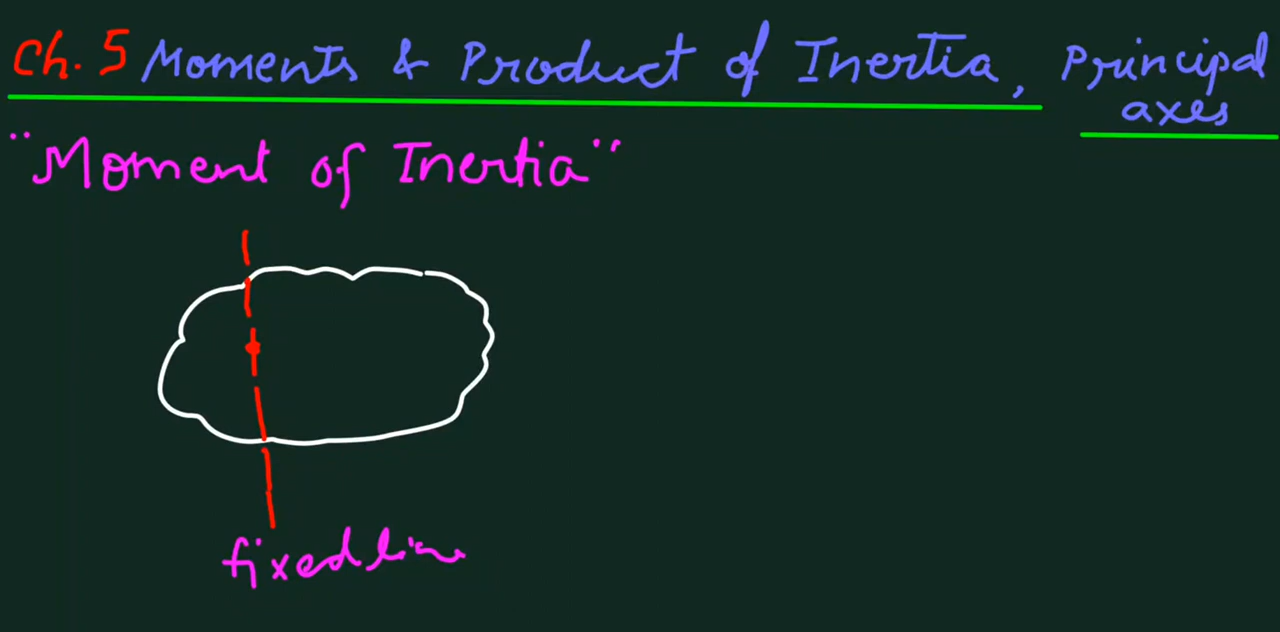 Ch. 5 Moments & Product of Inertia, Principal
axes
"Moment of Inertia"
fixed line